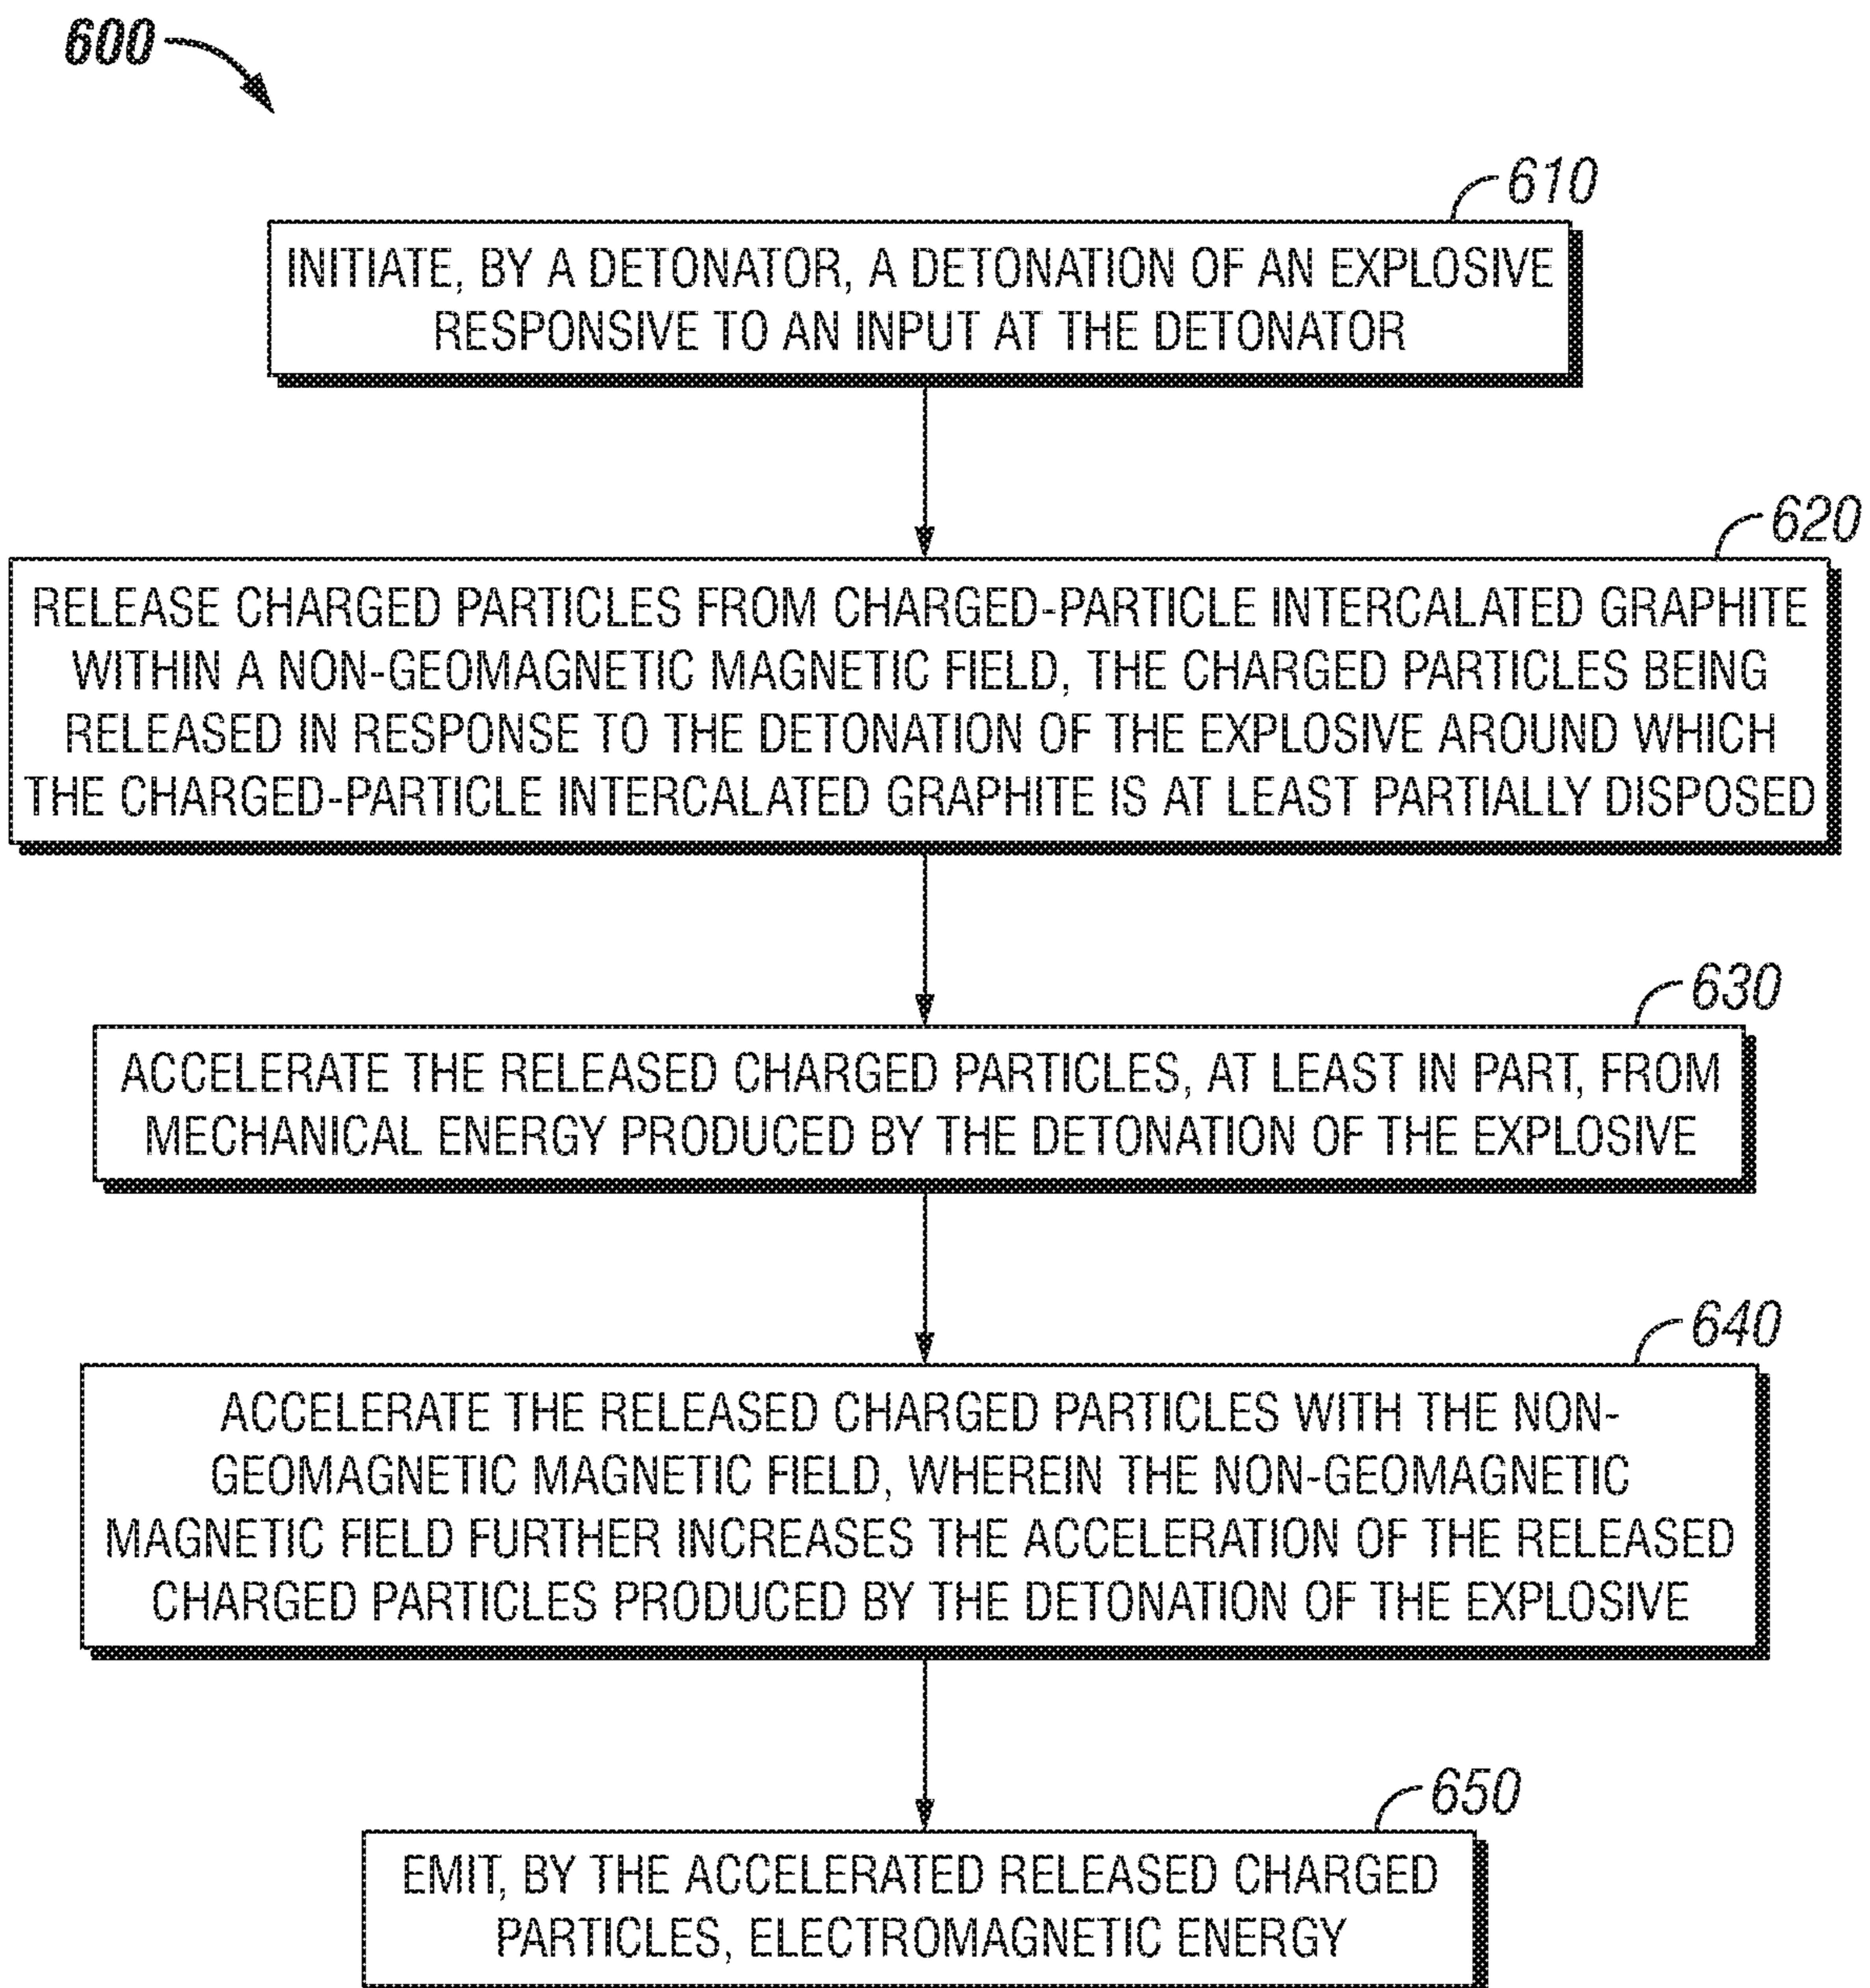 600
610
INITIATE, BY A DETONATOR, A DETONATION OF AN EXPLOSIVE
RESPONSIVE TO AN INPUT AT THE DETONATOR
620
RELEASE CHARGED PARTICLES FROM CHARGED-PARTICLE INTERCALATED GRAPHITE
WITHIN A NON-GEOMAGNETIC MAGNETIC FIELD, THE CHARGED PARTICLES BEING
RELEASED IN RESPONSE TO THE DETONATION OF THE EXPLOSIVE AROUND WHICH
THE CHARGED-PARTICLE INTERCALATED GRAPHITE IS AT LEAST PARTIALLY DISPOSED
630
ACCELERATE THE RELEASED CHARGED PARTICLES, AT LEAST IN PART, FROM
MECHANICAL ENERGY PRODUCED BY THE DETONATION OF THE EXPLOSIVE
640
ACCELERATE THE RELEASED CHARGED PARTICLES WITH THE NON-
GEOMAGNETIC MAGNETIC FIELD, WHEREIN THE NON-GEOMAGNETIC
MAGNETIC FIELD FURTHER INCREASES THE ACCELERATION OF THE RELEASED
CHARGED PARTICLES PRODUCED BY THE DETONATION OF THE EXPLOSIVE
650
EMIT, BY THE ACCELERATED RELEASED CHARGED
PARTICLES, ELECTROMAGNETIC ENERGY